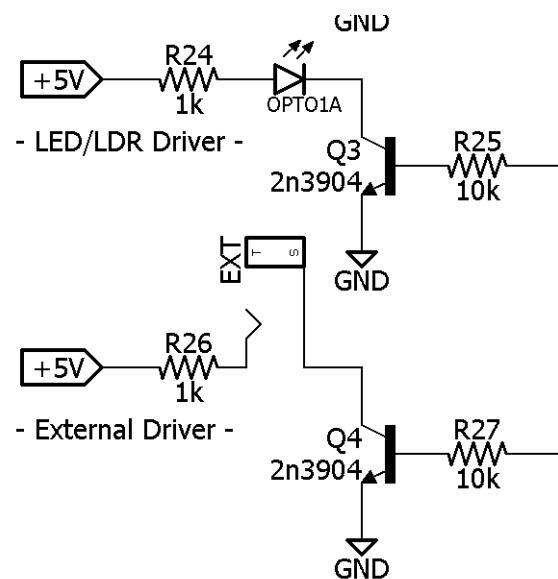 GND
R24
+5V
1k
OPTO1A
- LED/LDR Driver -
Q3
2n3904
R25
10k
GND
EXT
T
S
R26
+5V
1k
- External Driver -
Q4
2n3904
R27
10k
GND